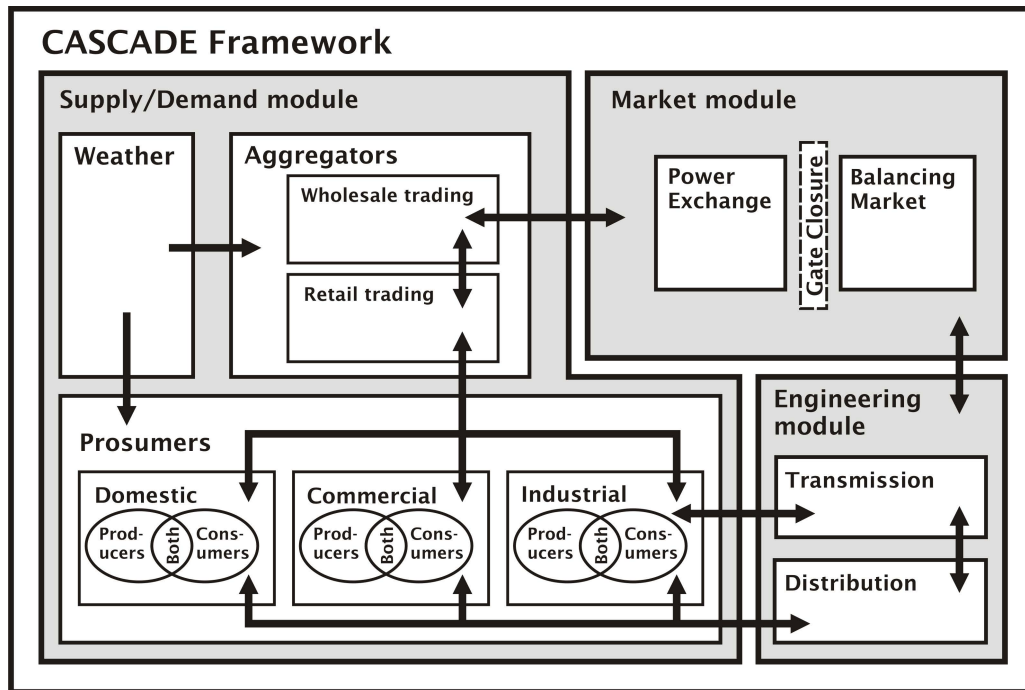 CASCADE Framework
Supply/Demand module
Weather
Aggregators
Wholesale trading
Retail trading
Market module
Power
Exchange
Gate Closure
Balancing
Market
Prosumers
Domestic
Prod-
ucers
Both
Cons-
umers
Commercial
Prod-
ucers
Both
Cons-
umers
Industrial
Prod-
ucers
Both
Cons-
umers
Engineering
module
Transmission
Distribution